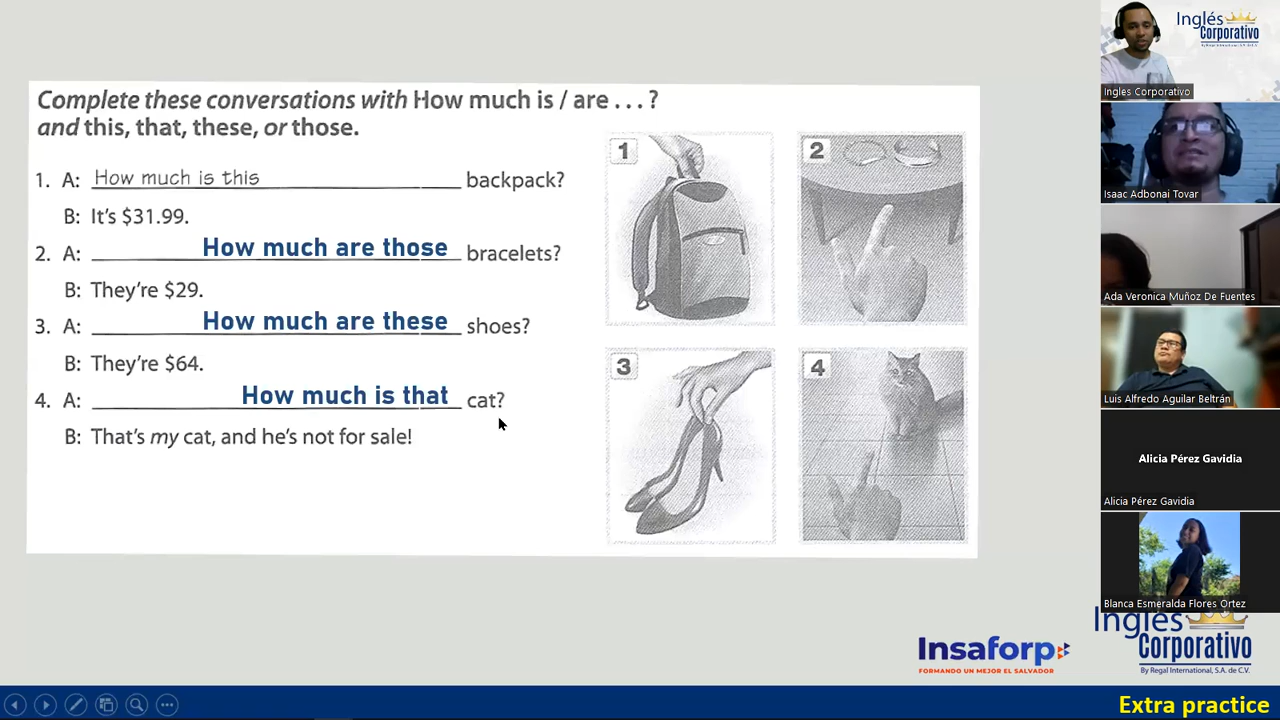 Complete these conversations with How much is / are . . . ?
and this, that, these, or those.
1. A: How much is this backpack?
B: It's $31.99.
2. A: How much are those bracelets?
B: They're $29.
3. A: How much are these shoes?
B: They're $64.
4. A: How much is that cat?
B: That's my cat, and he's not for sale!
1
2
3
4
Inglés
Corporativo
By Regal International, S.A. de C.V.
Ingles Corporativo
Isaac Adbonai Tovar
Ada Veronica Muñoz De Fuentes
Luis Alfredo Aguilar Beltrán
Alicia Pérez Gavidia
Alicia Pérez Gavidia
Blanca Esmeralda Flores Ortez
Insaforp
FORMANDO UN MEJOR EL SALVADOR
Inglés
Corporativo
By Regal International, S.A. de C.V.
Extra practice